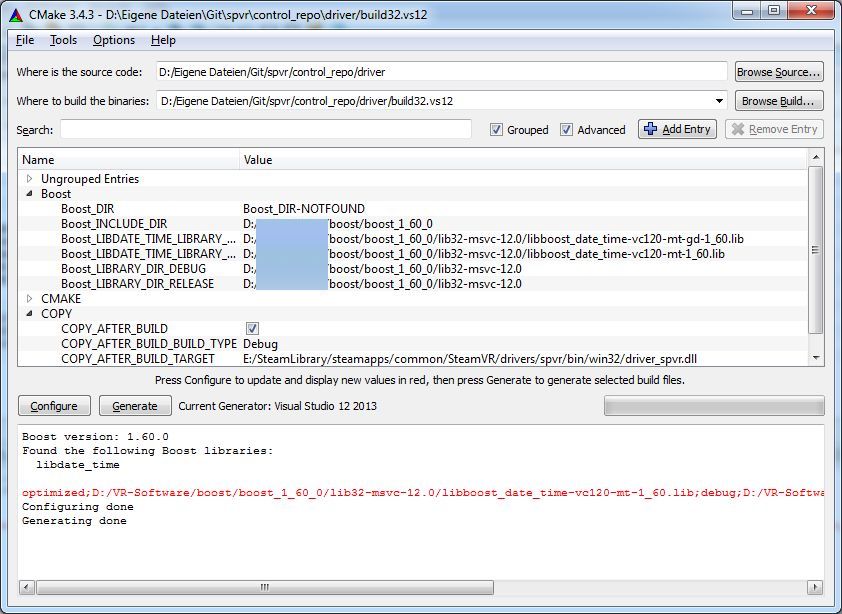 CMake 3.4.3 - D:\Eigene Dateien\Git\spvr\control_repo\driver\build32.vs12
File Tools Options Help
Where is the source code: D:/Eigene Dateien/Git/spvr/control_repo/driver Browse Source...
Where to build the binaries: D:/Eigene Dateien/Git/spvr/control_repo/driver/build32.vs12 Browse Build...
Search: Grouped Advanced Add Entry Remove Entry
Name Value
Ungrouped Entries
Boost
Boost_DIR Boost_DIR-NOTFOUND
Boost_INCLUDE_DIR D:/ /boost/boost_1_60_0
Boost_LIBDATE_TIME_LIBRARY_... D:/ /boost/boost_1_60_0/lib32-msvc-12.0/libboost_date_time-vc120-mt-gd-1_60.lib
Boost_LIBDATE_TIME_LIBRARY_... D:/ /boost/boost_1_60_0/lib32-msvc-12.0/libboost_date_time-vc120-mt-1_60.lib
Boost_LIBRARY_DIR_DEBUG D:/ /boost/boost_1_60_0/lib32-msvc-12.0
Boost_LIBRARY_DIR_RELEASE D:/ /boost/boost_1_60_0/lib32-msvc-12.0
CMAKE
COPY
COPY_AFTER_BUILD
COPY_AFTER_BUILD_BUILD_TYPE Debug
COPY_AFTER_BUILD_TARGET E:/SteamLibrary/steamapps/common/SteamVR/drivers/spvr/bin/win32/driver_spvr.dll
Press Configure to update and display new values in red, then press Generate to generate selected build files.
Configure Generate Current Generator: Visual Studio 12 2013
Boost version: 1.60.0
Found the following Boost libraries:
libdate_time
optimized;D:/VR-Software/boost/boost_1_60_0/lib32-msvc-12.0/libboost_date_time-vc120-mt-1_60.lib;debug;D:/VR-Softwa
Configuring done
Generating done